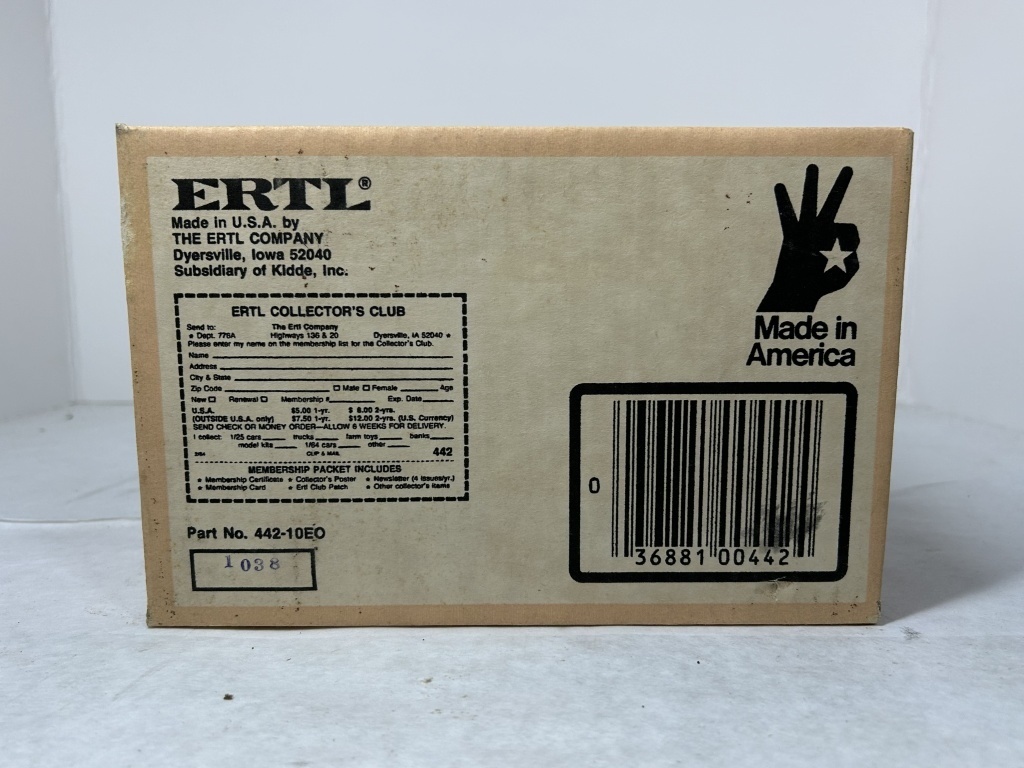 ERTL®
Made in U.S.A. by
THE ERTL COMPANY
Dyersville, Iowa 52040
Subsidiary of Kidde, Inc.
ERTL COLLECTOR'S CLUB
Send to: The Ertl Company
★ Dept. 776A Highways 136 & 20 Dyersville, IA 52040 ★
Please enter my name on the membership list for the Collector's Club.
Name
Address
City & State
Zip Code □ Male □ Female Age
New □ Renewal □ Membership # Exp. Date
U.S.A. $5.00 1-yr. $ 8.00 2-yrs.
(OUTSIDE U.S.A. only) $7.50 1-yr. $12.00 2-yrs. (U.S. Currency)
SEND CHECK OR MONEY ORDER—ALLOW 6 WEEKS FOR DELIVERY.
I collect: 1/25 cars trucks farm toys banks
model kits 1/64 cars other
CLIP & MAIL 442
MEMBERSHIP PACKET INCLUDES
★ Membership Certificate ★ Collector's Poster ★ Newsletter (4 issues/yr.)
★ Membership Card ★ Ertl Club Patch ★ Other collector's items
Part No. 442-10EO
1038
Made in
America
0 36881 00442